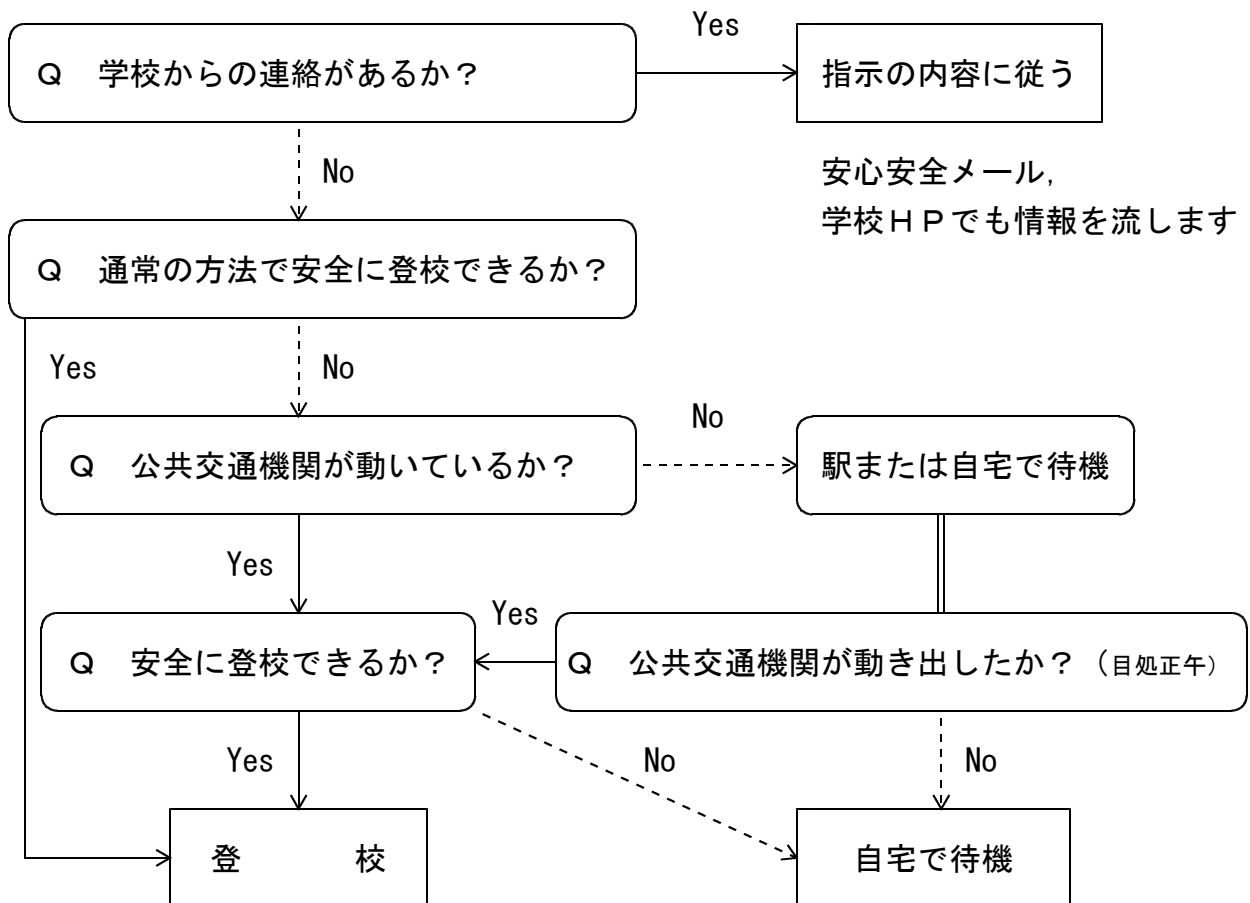 Yes
Ｑ　学校からの連絡があるか？
指示の内容に従う
No
安心安全メール，
学校ＨＰでも情報を流します
Ｑ　通常の方法で安全に登校できるか？
Yes
No
No
Ｑ　公共交通機関が動いているか？
駅または自宅で待機
Yes
Yes
Ｑ　安全に登校できるか？
Ｑ　公共交通機関が動き出したか？（目処正午）
Yes
No
No
登　　　校
自宅で待機